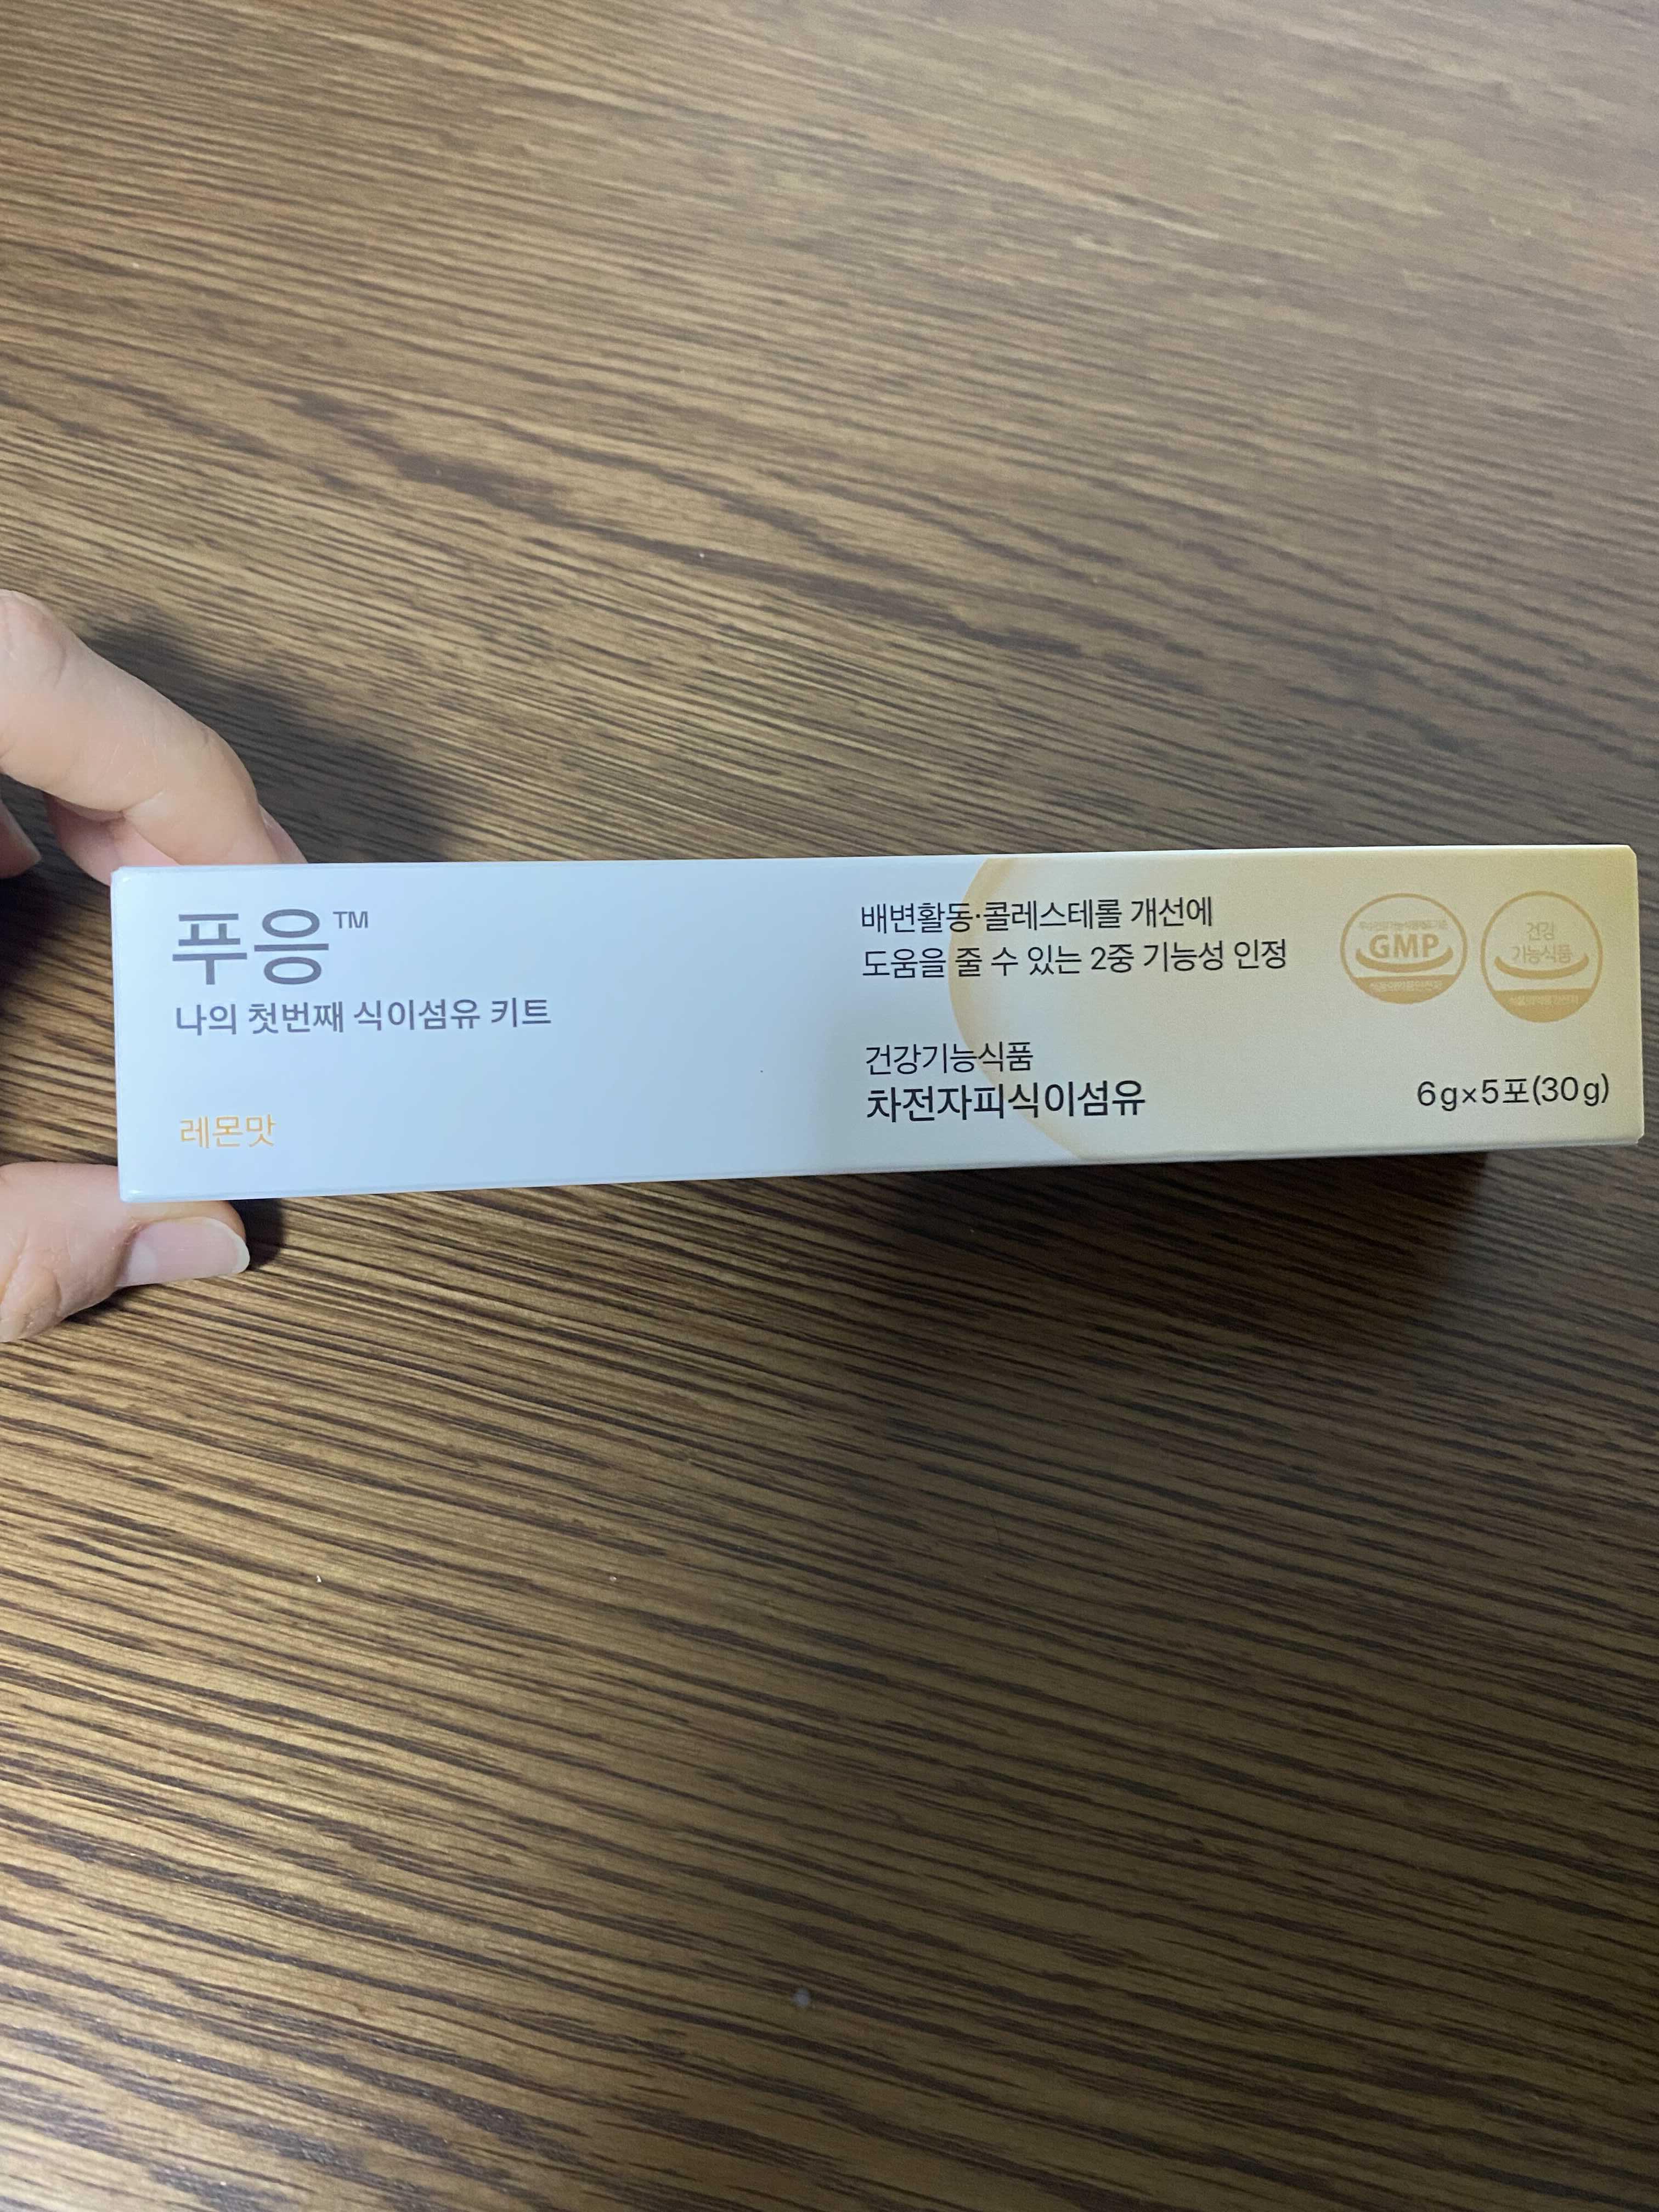 푸응™
나의 첫번째 식이섬유 키트
레몬맛
배변활동·콜레스테롤 개선에
도움을 줄 수 있는 2중 기능성 인정
건강기능식품
차전자피식이섬유
GMP
건강
기능식품
6g×5포(30g)